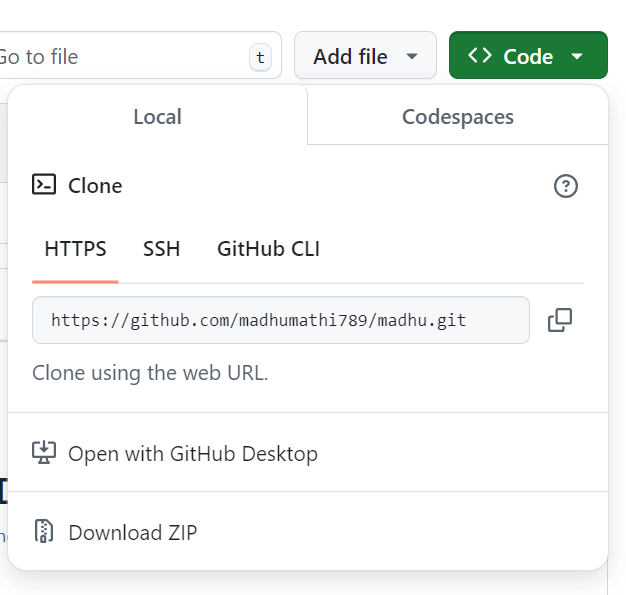 Go to file t Add file Code
Local Codespaces
Clone
HTTPS SSH GitHub CLI
https://github.com/madhumathi789/madhu.git
Clone using the web URL.
Open with GitHub Desktop
Download ZIP